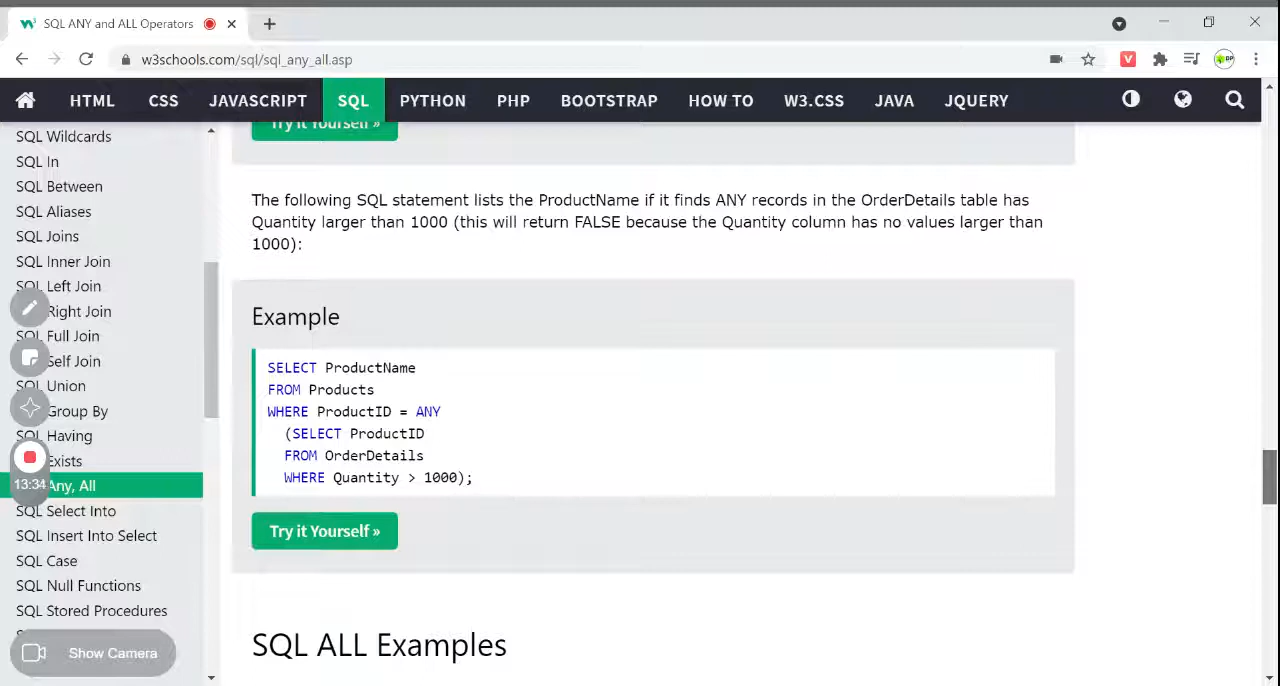 SQL ANY and ALL Operators
w3schools.com/sql/sql_any_all.asp
HTML CSS JAVASCRIPT SQL PYTHON PHP BOOTSTRAP HOW TO W3.CSS JAVA JQUERY
SQL Wildcards
SQL In
SQL Between
SQL Aliases
SQL Joins
SQL Inner Join
SQL Left Join
Right Join
SQL Full Join
Self Join
SQL Union
Group By
SQL Having
Exists
13:34
Any, All
SQL Select Into
SQL Insert Into Select
SQL Case
SQL Null Functions
SQL Stored Procedures
Show Camera
Try it Yourself »
The following SQL statement lists the ProductName if it finds ANY records in the OrderDetails table has
Quantity larger than 1000 (this will return FALSE because the Quantity column has no values larger than
1000):
Example
SELECT ProductName
FROM Products
WHERE ProductID = ANY
(SELECT ProductID
FROM OrderDetails
WHERE Quantity > 1000);
Try it Yourself »
SQL ALL Examples